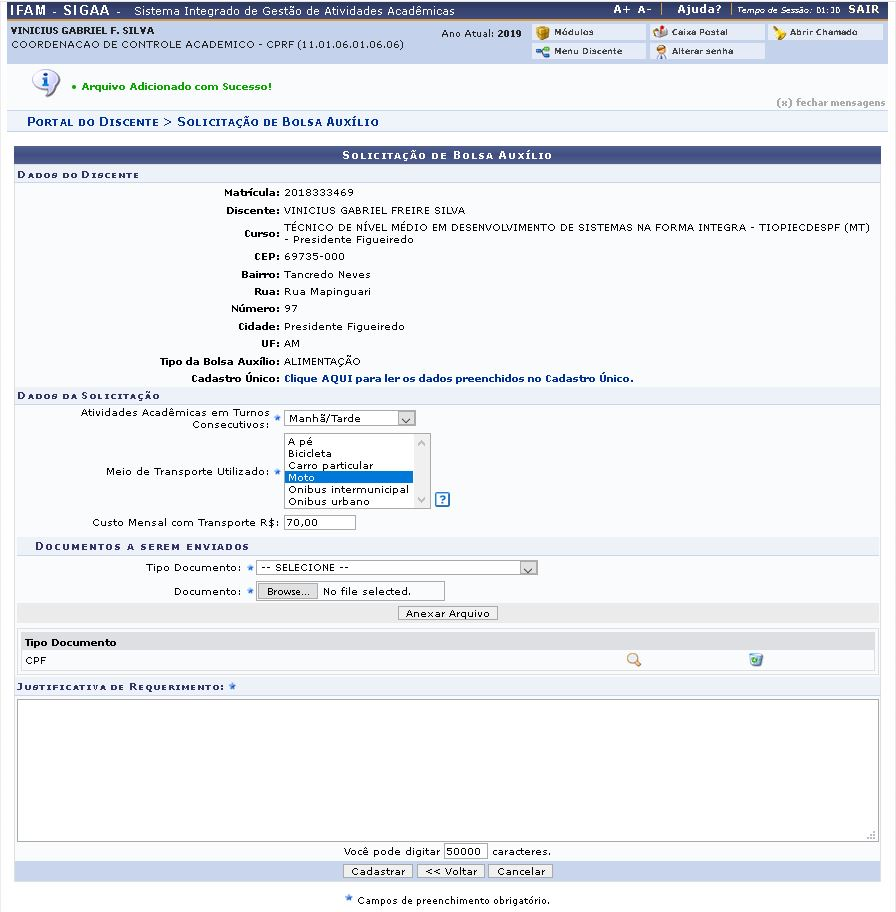 IFAM - SIGAA - Sistema Integrado de Gestão de Atividades Acadêmicas A+ A- | Ajuda? | Tempo de Sessão: 01:30 SAIR
VINICIUS GABRIEL F. SILVA
COORDENACAO DE CONTROLE ACADEMICO - CPRF (11.01.06.01.06.06)
Ano Atual: 2019
Módulos Caixa Postal Abrir Chamado
Menu Discente Alterar senha
• Arquivo Adicionado com Sucesso!
(x) fechar mensagens
PORTAL DO DISCENTE > SOLICITAÇÃO DE BOLSA AUXÍLIO
SOLICITAÇÃO DE BOLSA AUXÍLIO
DADOS DO DISCENTE
Matrícula: 2018333469
Discente: VINICIUS GABRIEL FREIRE SILVA
Curso: TÉCNICO DE NÍVEL MÉDIO EM DESENVOLVIMENTO DE SISTEMAS NA FORMA INTEGRA - TIOPIECDESPF (MT)
- Presidente Figueiredo
CEP: 69735-000
Bairro: Tancredo Neves
Rua: Rua Mapinguari
Número: 97
Cidade: Presidente Figueiredo
UF: AM
Tipo da Bolsa Auxílio: ALIMENTAÇÃO
Cadastro Único: Clique AQUI para ler os dados preenchidos no Cadastro Único.
DADOS DA SOLICITAÇÃO
Atividades Acadêmicas em Turnos
Consecutivos:
Manhã/Tarde
Meio de Transporte Utilizado:
A pé
Bicicleta
Carro particular
Moto
Onibus intermunicipal
Onibus urbano
?
Custo Mensal com Transporte R$: 70,00
DOCUMENTOS A SEREM ENVIADOS
Tipo Documento: -- SELECIONE --
Documento: Browse... No file selected.
Anexar Arquivo
Tipo Documento
CPF
JUSTIFICATIVA DE REQUERIMENTO:
Você pode digitar 50000 caracteres.
Cadastrar << Voltar Cancelar
Campos de preenchimento obrigatório.